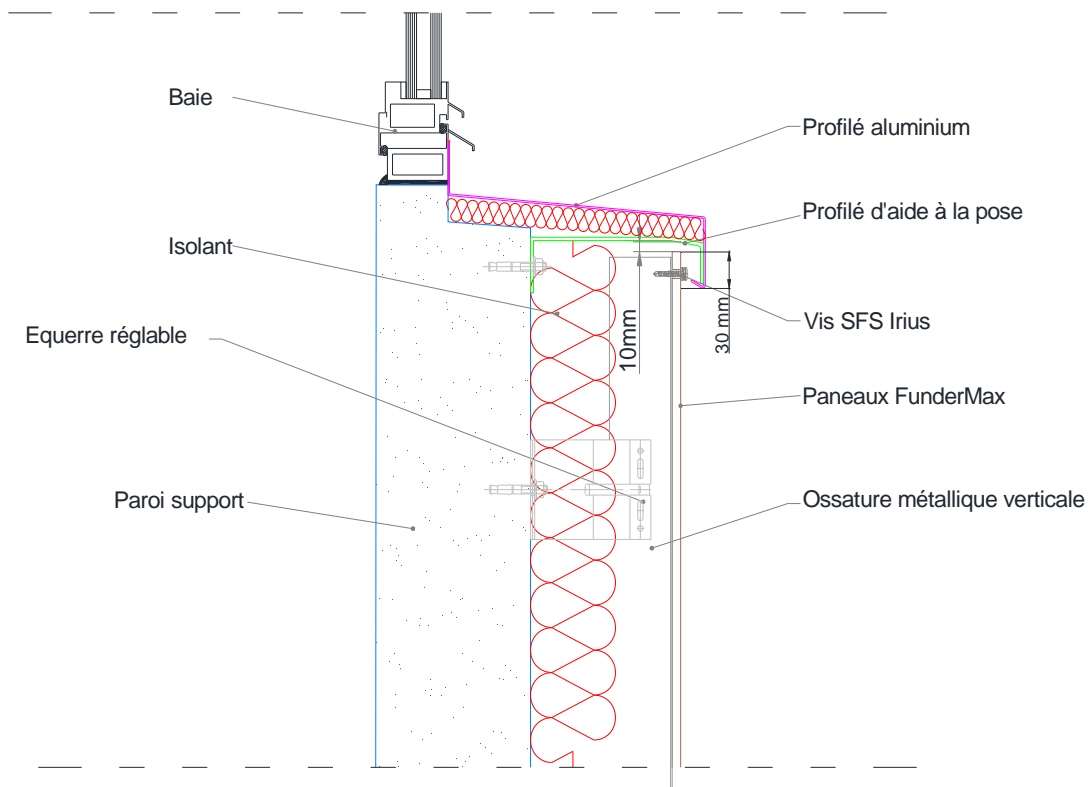 Baie
Profilé aluminium
Profilé d'aide à la pose
Isolant
Vis SFS Irius
Equerre réglable
10mm
30 mm
Paneaux FunderMax
Paroi support
Ossature métallique verticale